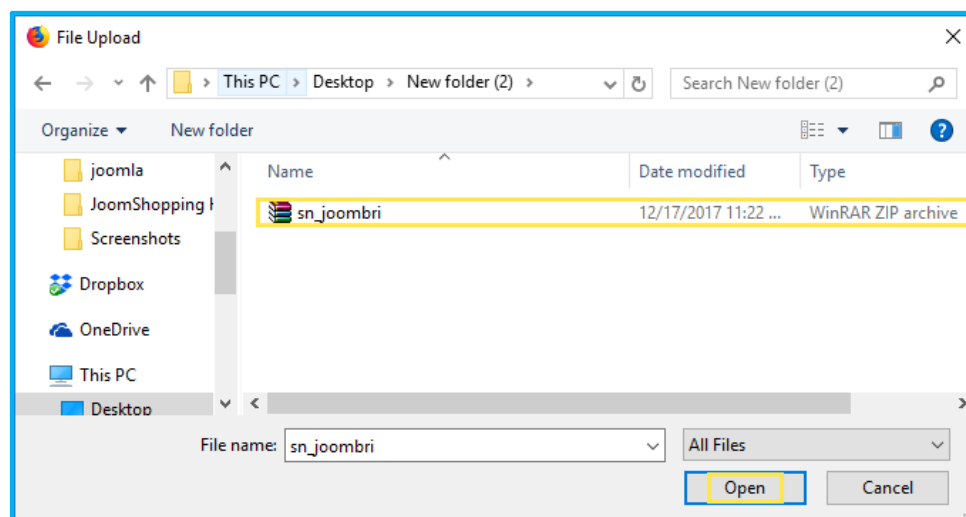 File Upload
This PC > Desktop > New folder (2) >
Search New folder (2)
Organize
New folder
Name
Date modified
Type
joomla
JoomShopping
Screenshots
Dropbox
OneDrive
This PC
Desktop
sn_joombri
12/17/2017 11:22 ...
WinRAR ZIP archive
File name:
sn_joombri
All Files
Open
Cancel